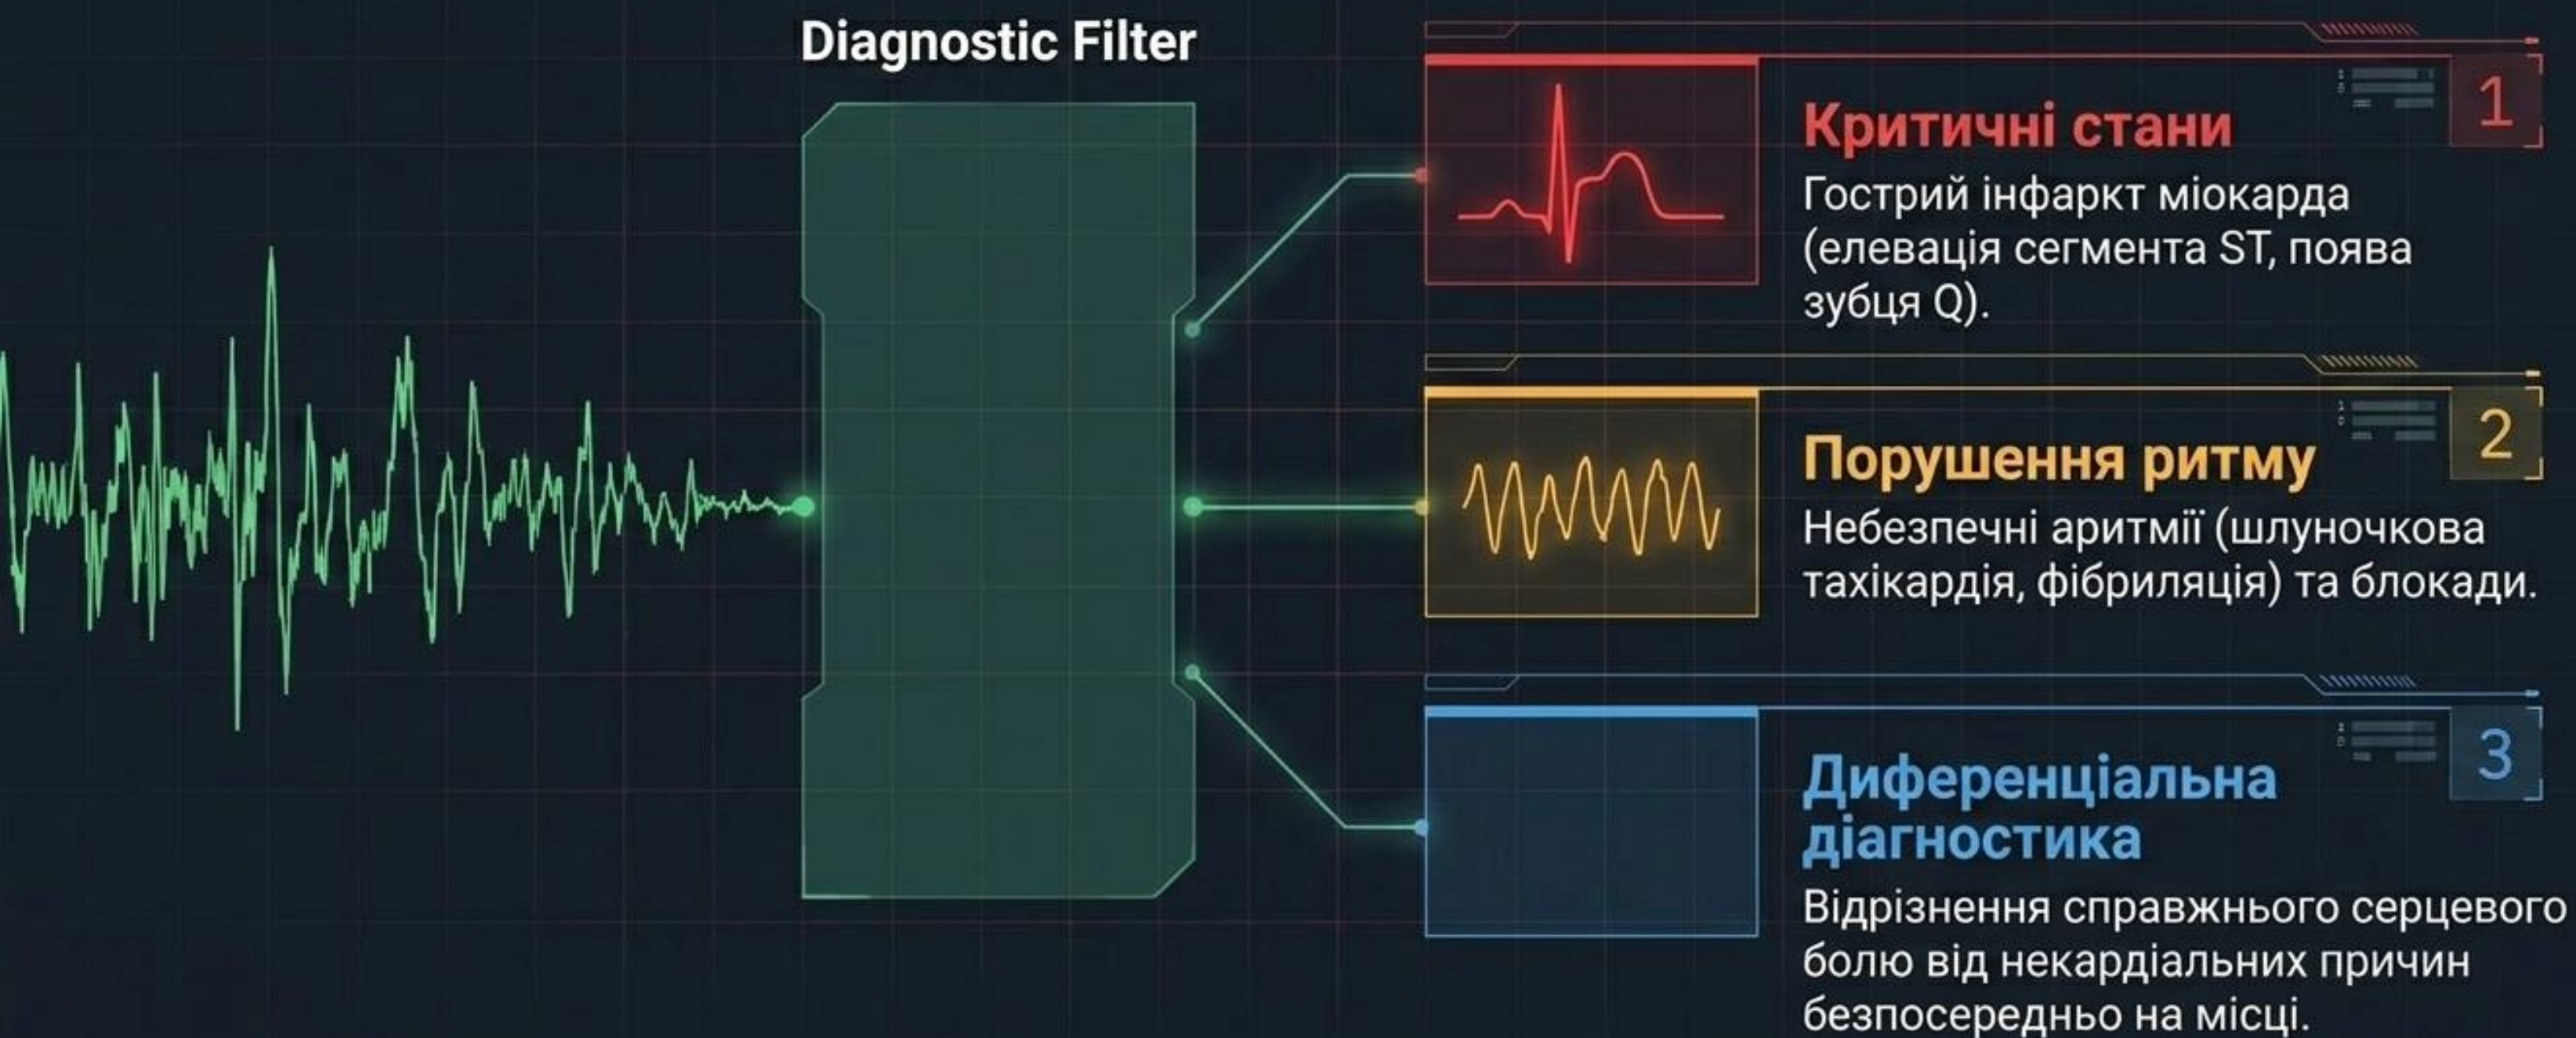 Diagnostic Filter
1
Критичні стани
Гострий інфаркт міокарда
(елевація сегмента ST, поява
зубця Q).
2
Порушення ритму
Небезпечні аритмії (шлуночкова
тахікардія, фібриляція) та блокади.
3
Диференціальна
діагностика
Відрізнення справжнього серцевого
болю від некардіальних причин
безпосередньо на місці.